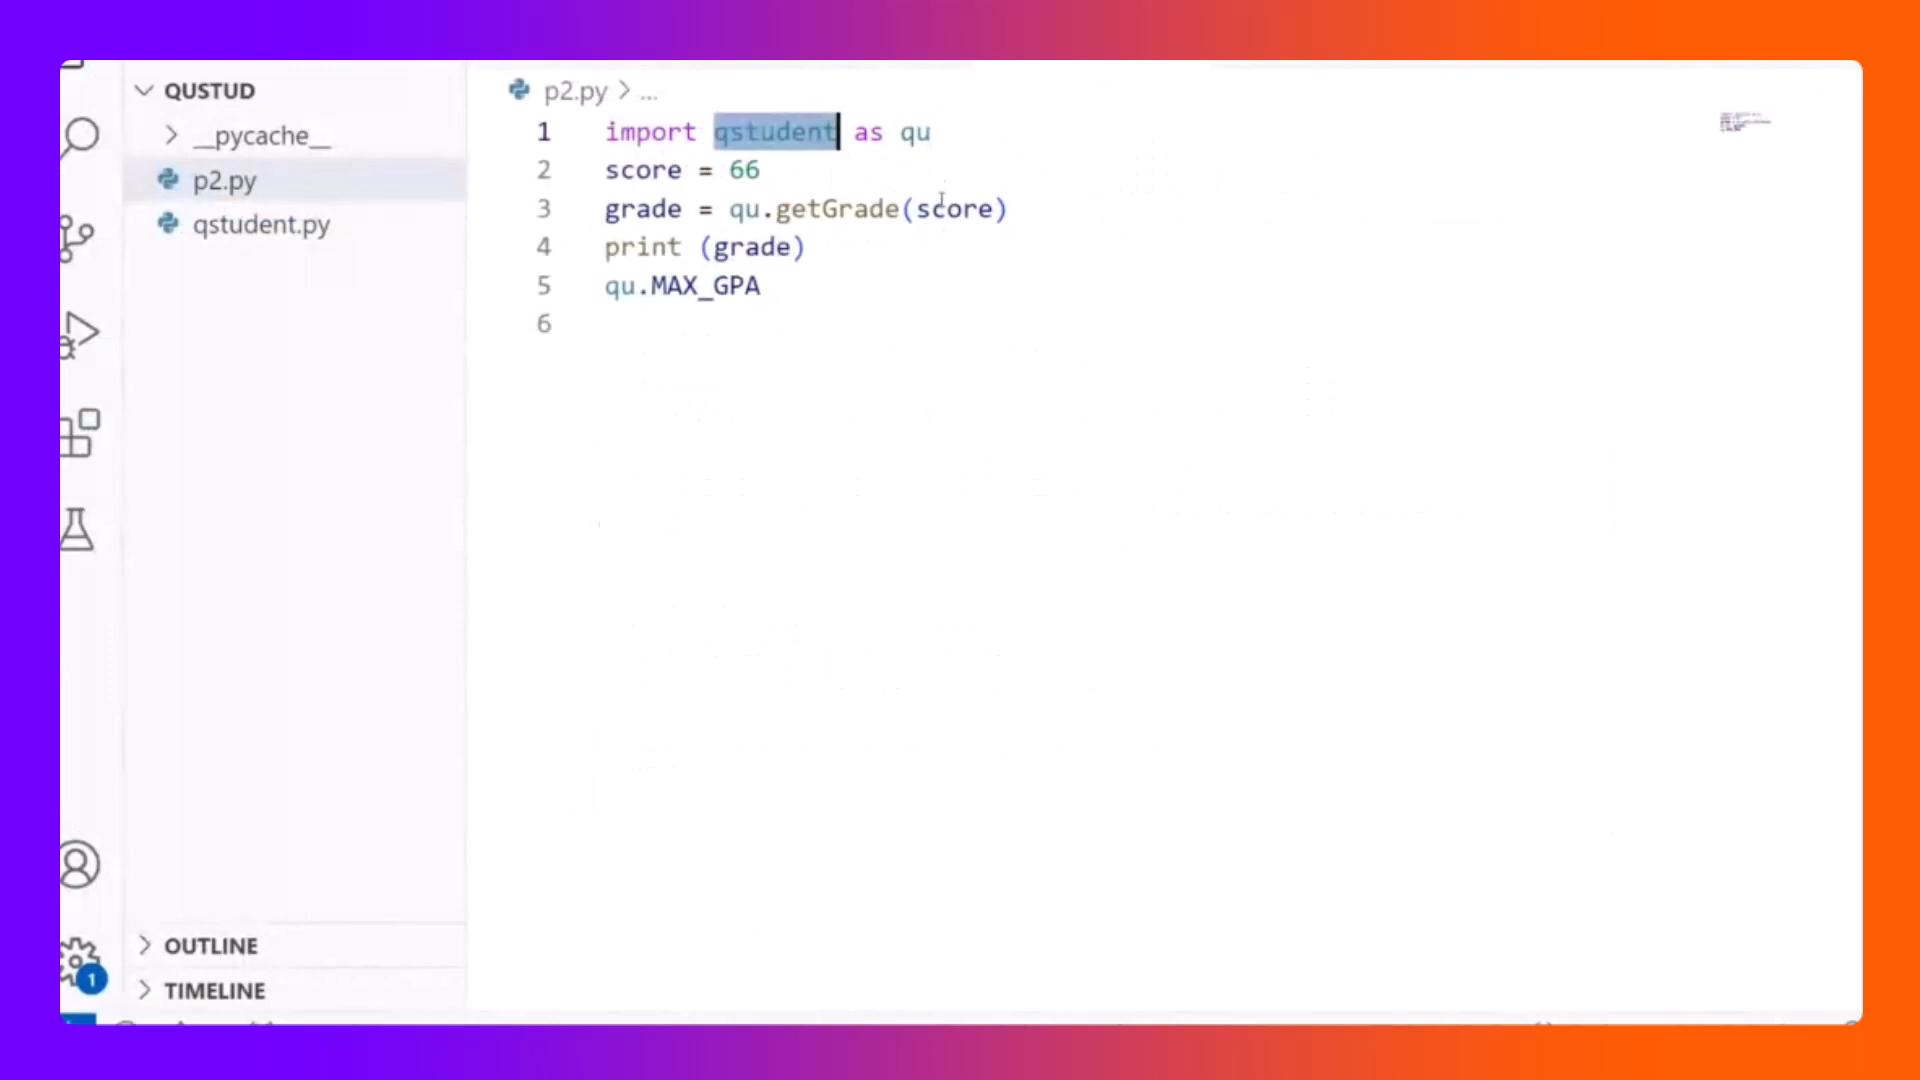 QUSTUD
__pycache__
p2.py
qstudent.py
OUTLINE
TIMELINE
1
p2.py > ...
1 import qstudent as qu
2 score = 66
3 grade = qu.getGrade(score)
4 print (grade)
5 qu.MAX_GPA
6